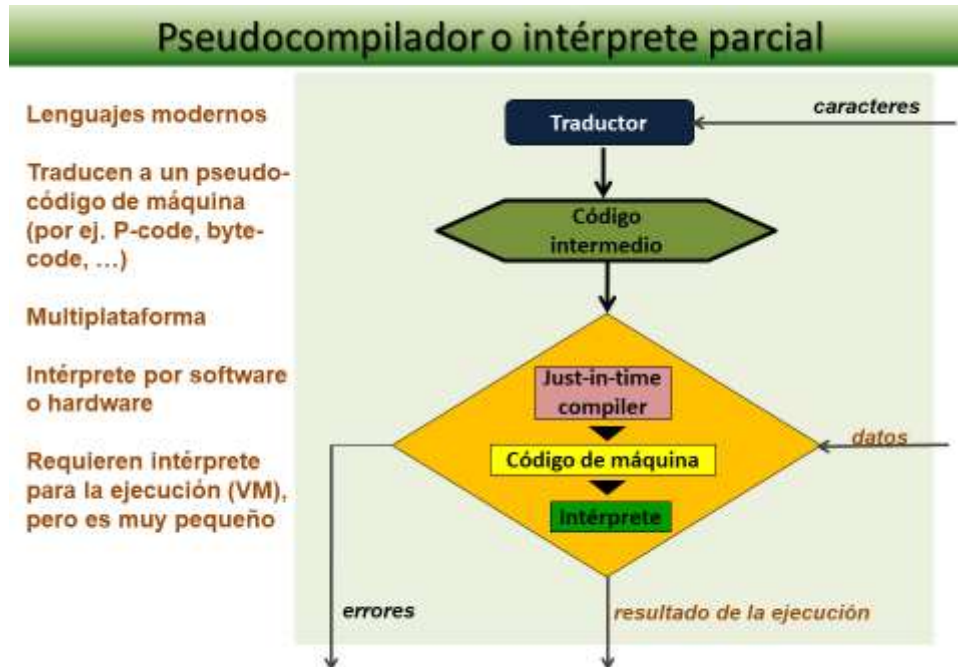 Pseudocompilador o intérprete parcial
Lenguajes modernos
Traducen a un pseudo-
código de máquina
(por ej. P-code, byte-
code, …)
Multiplataforma
Intérprete por software
o hardware
Requieren intérprete
para la ejecución (VM),
pero es muy pequeño
caracteres
Traductor
Código
intermedio
Just-in-time
compiler
datos
Código de máquina
Intérprete
errores
resultado de la ejecución